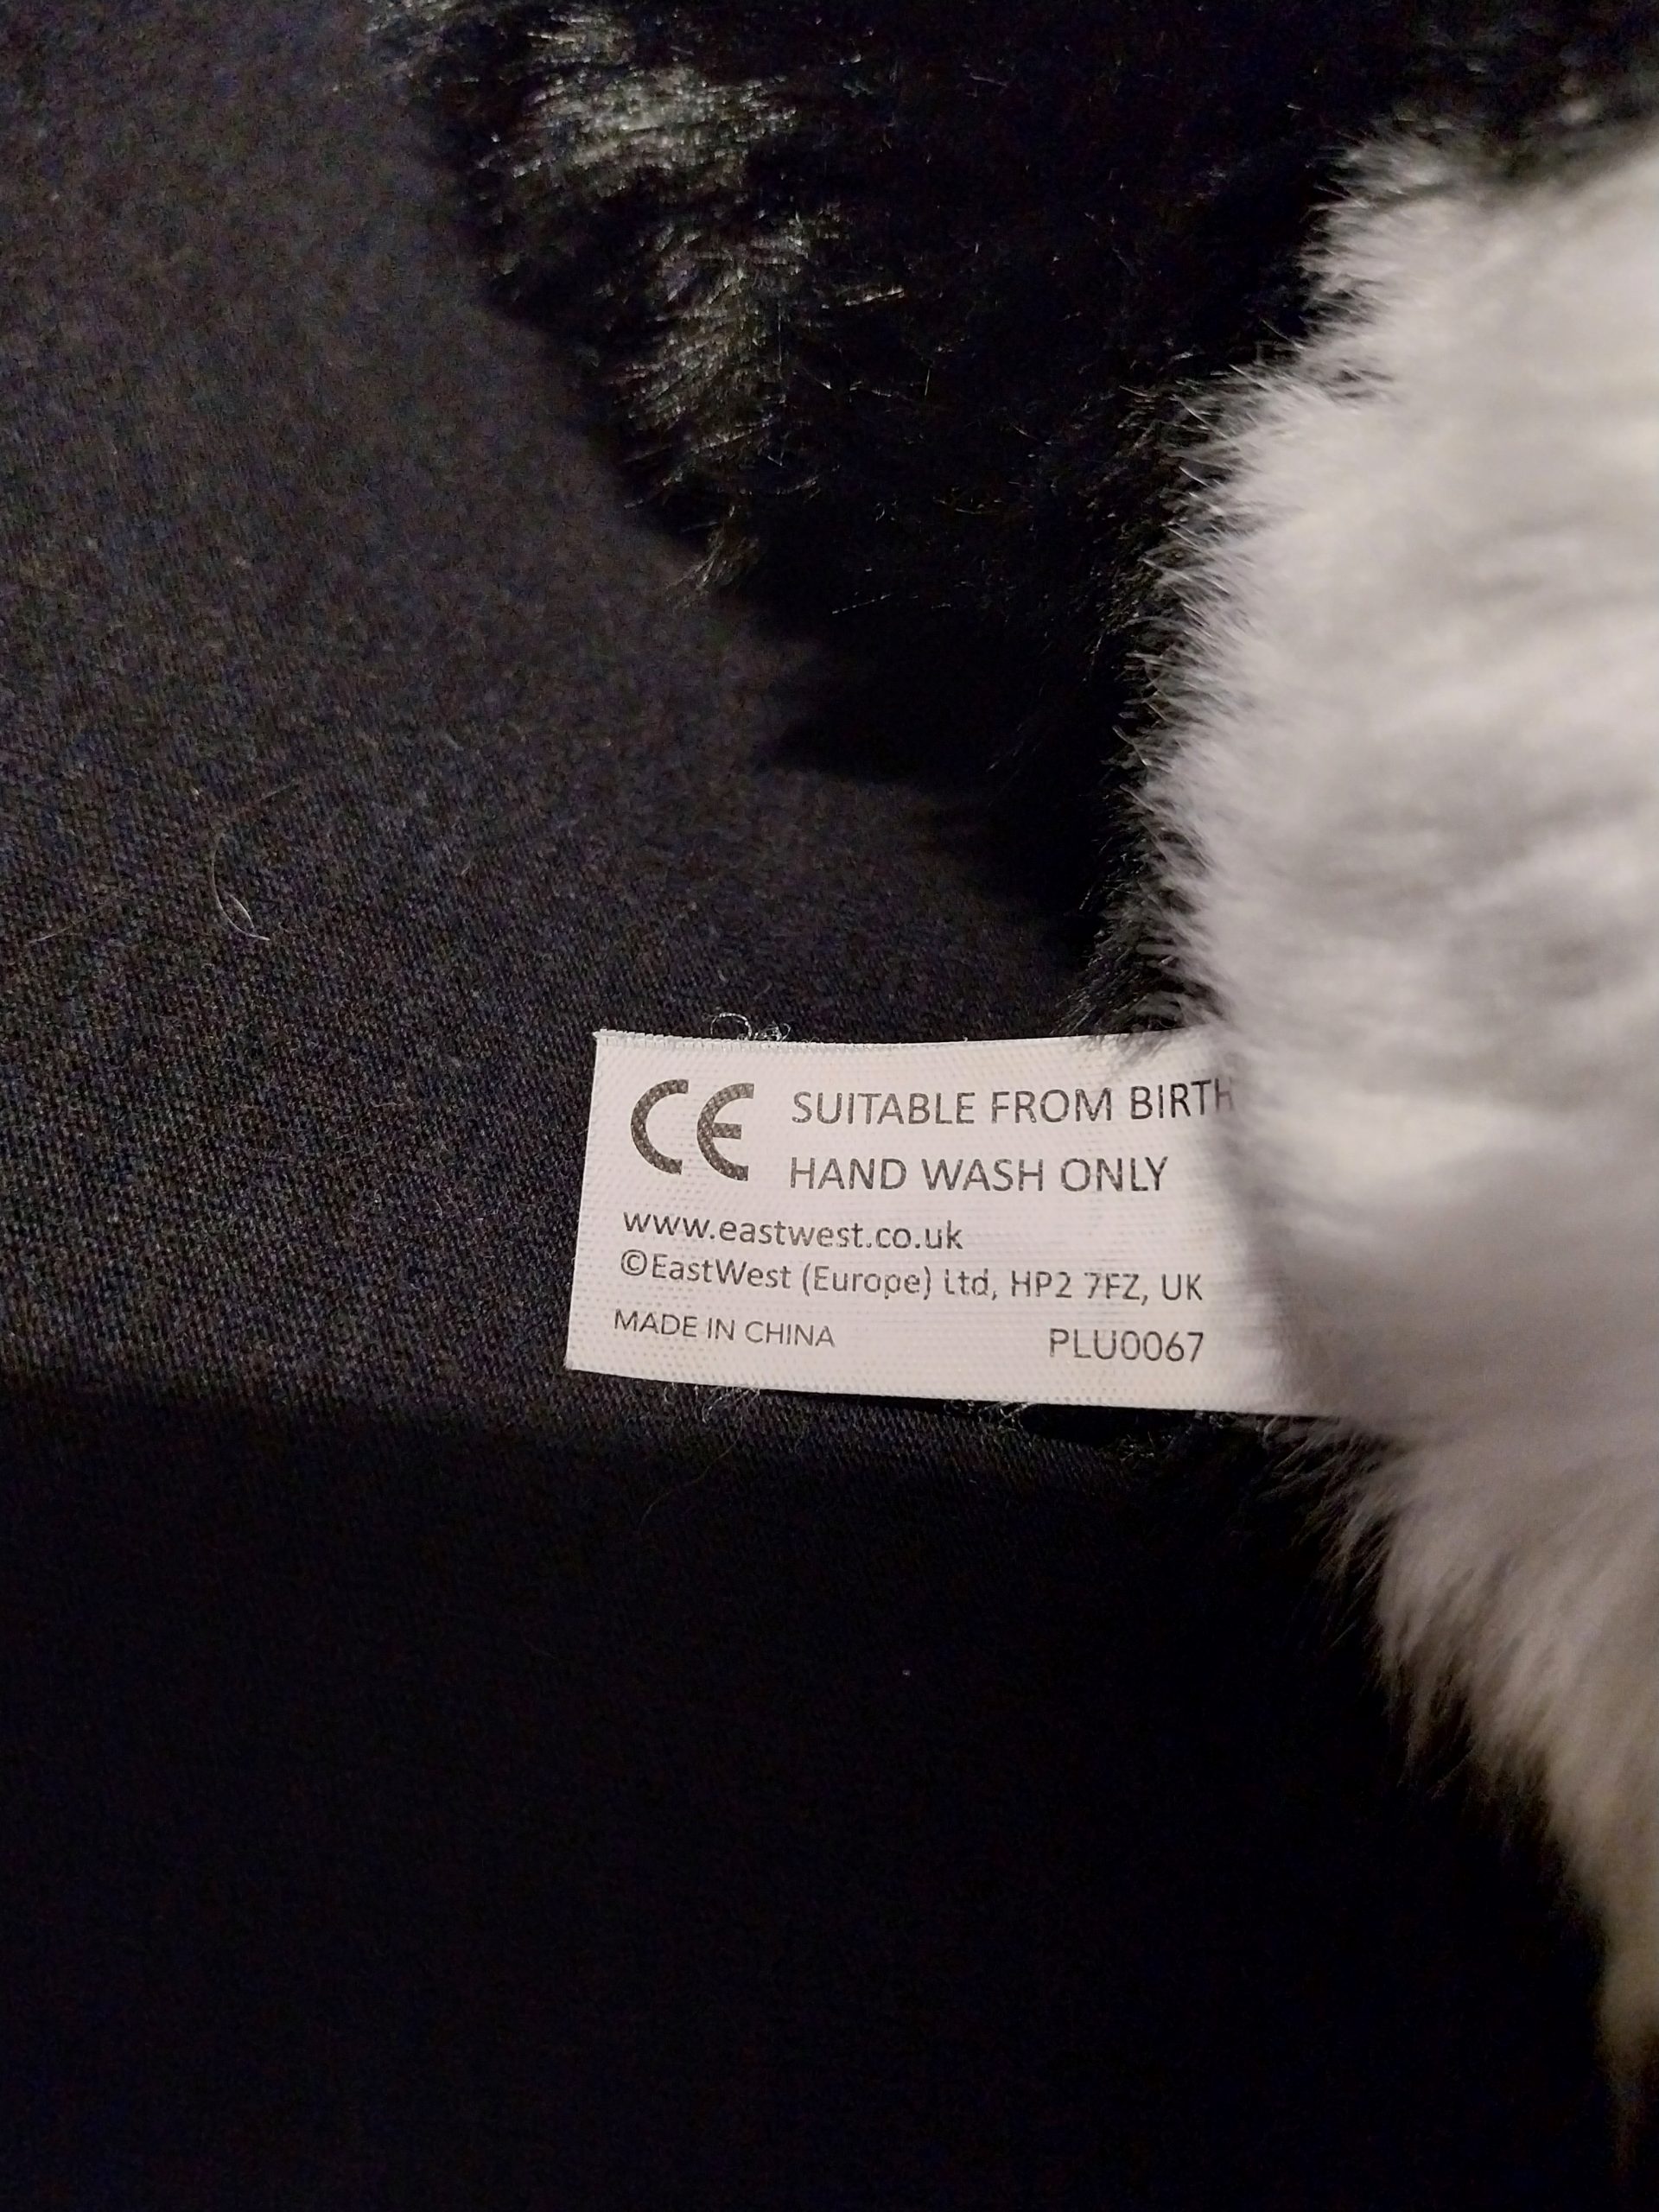 CE SUITABLE FROM BIRTH
HAND WASH ONLY
www.eastwest.co.uk
©EastWest (Europe) Ltd, HP2 7FZ, UK
MADE IN CHINA PLU0067